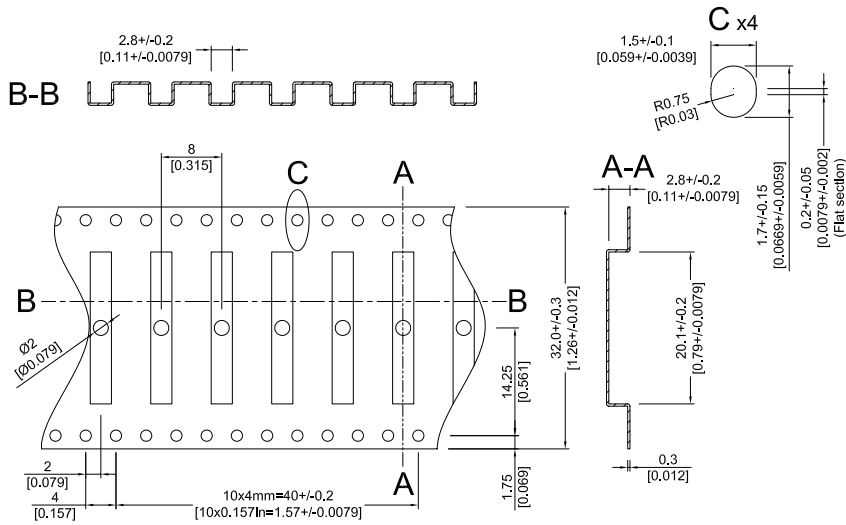 2.8+/-0.2
[0.11+/-0.0079]
B-B
C x4
1.5+/-0.1
[0.059+/-0.0039]
R0.75
[R0.03]
1.7+/-0.15
[0.0669+/-0.0059]
0.2+/-0.05
[0.0079+/-0.002]
(Flat section)
8
[0.315]
C
A
A-A
2.8+/-0.2
[0.11+/-0.0079]
B
B
Ø2
[Ø0.079]
14.25
[0.561]
32.0+/-0.3
[1.26+/-0.012]
20.1+/-0.2
[0.79+/-0.0079]
2
[0.079]
4
[0.157]
10x4mm=40+/-0.2
[10x0.157In=1.57+/-0.0079]
A
1.75
[0.069]
0.3
[0.012]